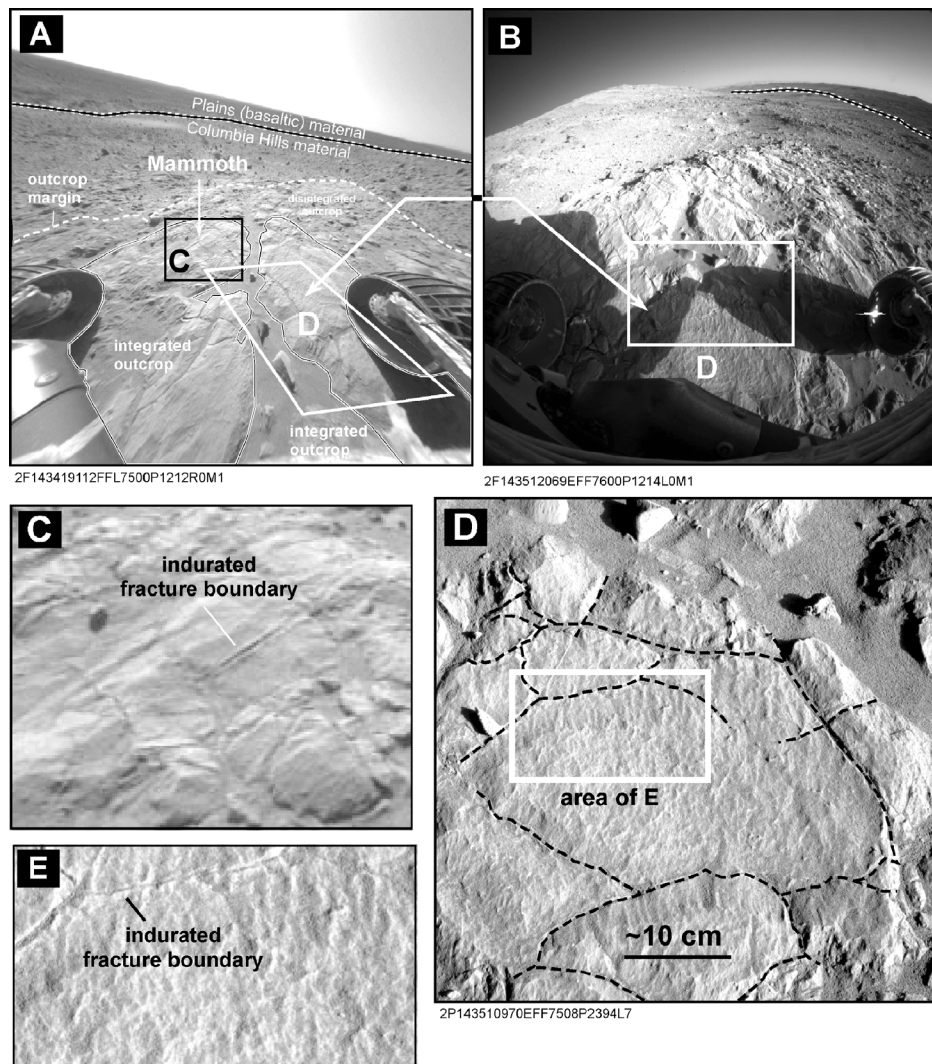 A
Plains (basaltic) material
Columbia Hills material
Mammoth
outcrop
margin
disintegrated
outcrop
C
D
integrated
outcrop
integrated
outcrop
2F143419112FFL7500P1212R0M1
B
D
2F143512069EFF7600P1214L0M1
C
indurated
fracture boundary
D
area of E
~10 cm
2P143510970EFF7508P2394L7
E
indurated
fracture boundary